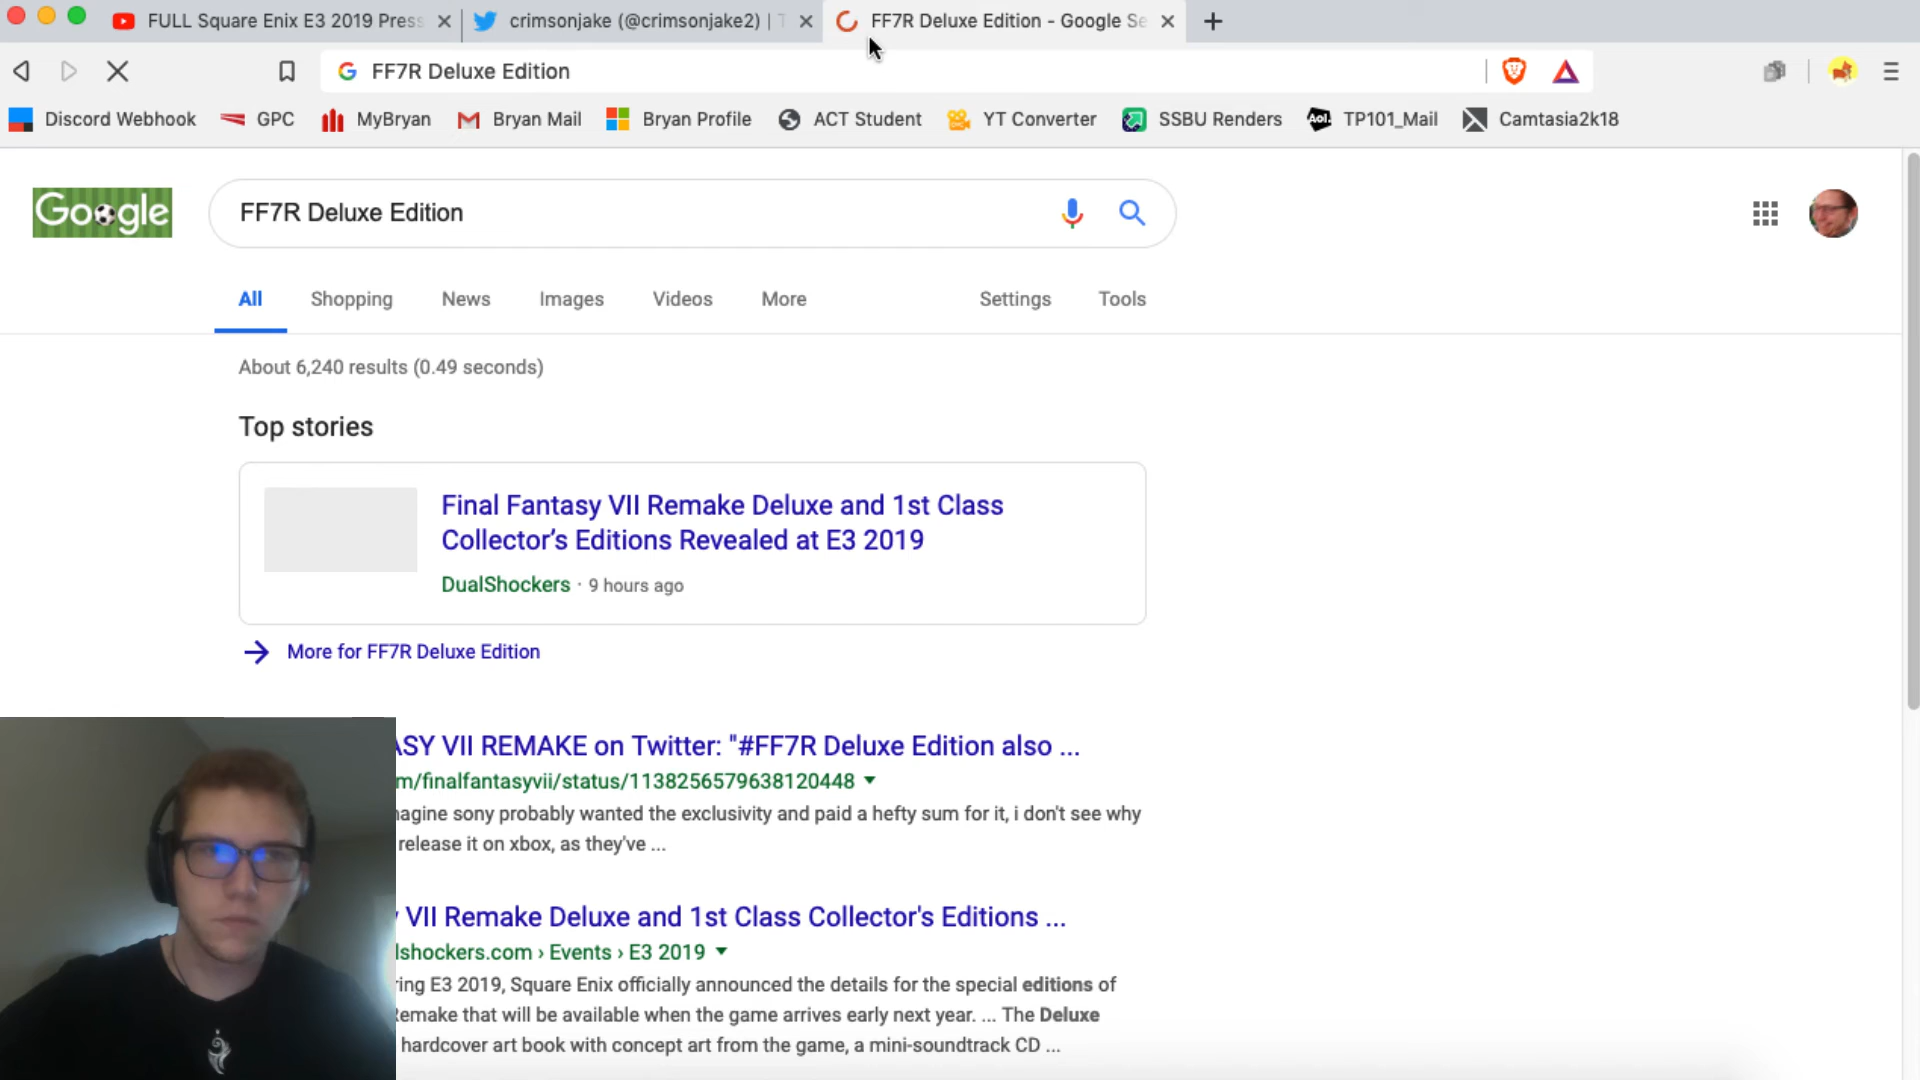 FULL Square Enix E3 2019 Press
crimsonjake (@crimsonjake2) | T
FF7R Deluxe Edition - Google Se
FF7R Deluxe Edition
Discord Webhook
GPC
MyBryan
Bryan Mail
Bryan Profile
ACT Student
YT Converter
SSBU Renders
Aol.
TP101_Mail
Camtasia2k18
Google
FF7R Deluxe Edition
All
Shopping
News
Images
Videos
More
Settings
Tools
About 6,240 results (0.49 seconds)
Top stories
Final Fantasy VII Remake Deluxe and 1st Class
Collector’s Editions Revealed at E3 2019
DualShockers · 9 hours ago
More for FF7R Deluxe Edition
ASY VII REMAKE on Twitter: "#FF7R Deluxe Edition also ...
m/finalfantasyvii/status/1138256579638120448
agine sony probably wanted the exclusivity and paid a hefty sum for it, i don't see why
release it on xbox, as they've ...
VII Remake Deluxe and 1st Class Collector's Editions ...
lshockers.com › Events › E3 2019
ring E3 2019, Square Enix officially announced the details for the special editions of
Remake that will be available when the game arrives early next year. ... The Deluxe
hardcover art book with concept art from the game, a mini-soundtrack CD ...